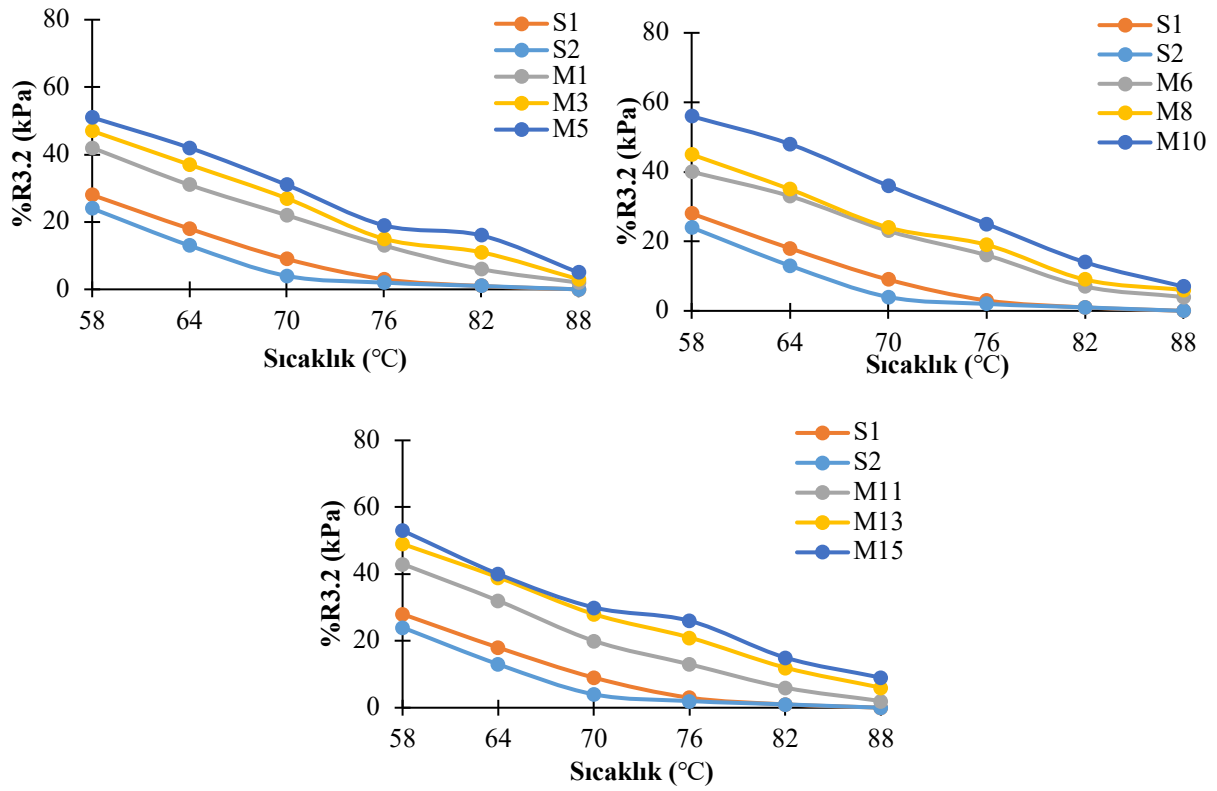 80
60
40
20
0
%R3.2 (kPa)
58 64 70 76 82 88
Sıcaklık (°C)
S1
S2
M1
M3
M5
80
60
40
20
0
%R3.2 (kPa)
58 64 70 76 82 88
Sıcaklık (°C)
S1
S2
M6
M8
M10
80
60
40
20
0
%R3.2 (kPa)
58 64 70 76 82 88
Sıcaklık (°C)
S1
S2
M11
M13
M15